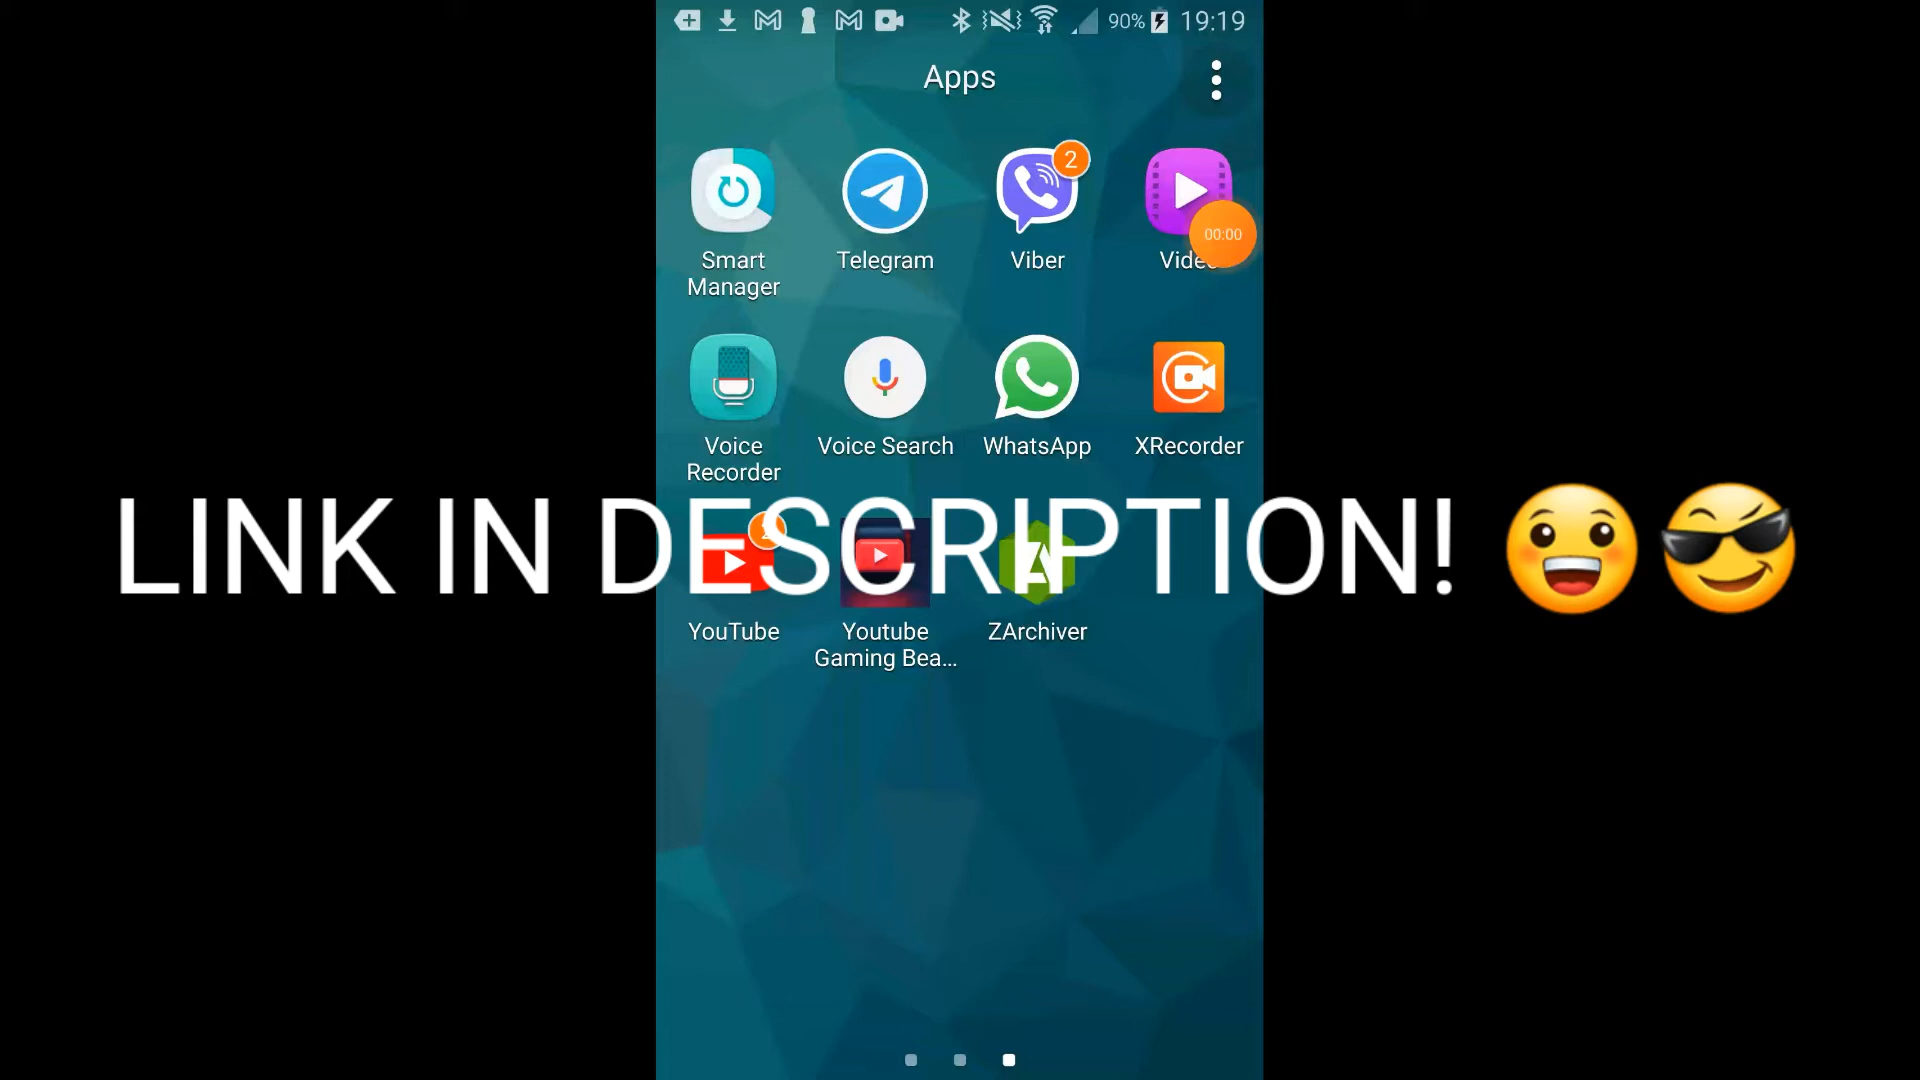 90% 19:19
Apps
2
00:00
Smart Manager
Telegram
Viber
Voice Recorder
Voice Search
WhatsApp
XRecorder
LINK IN DESCRIPTION! 😀😎
YouTube
Youtube Gaming Bea...
ZArchiver